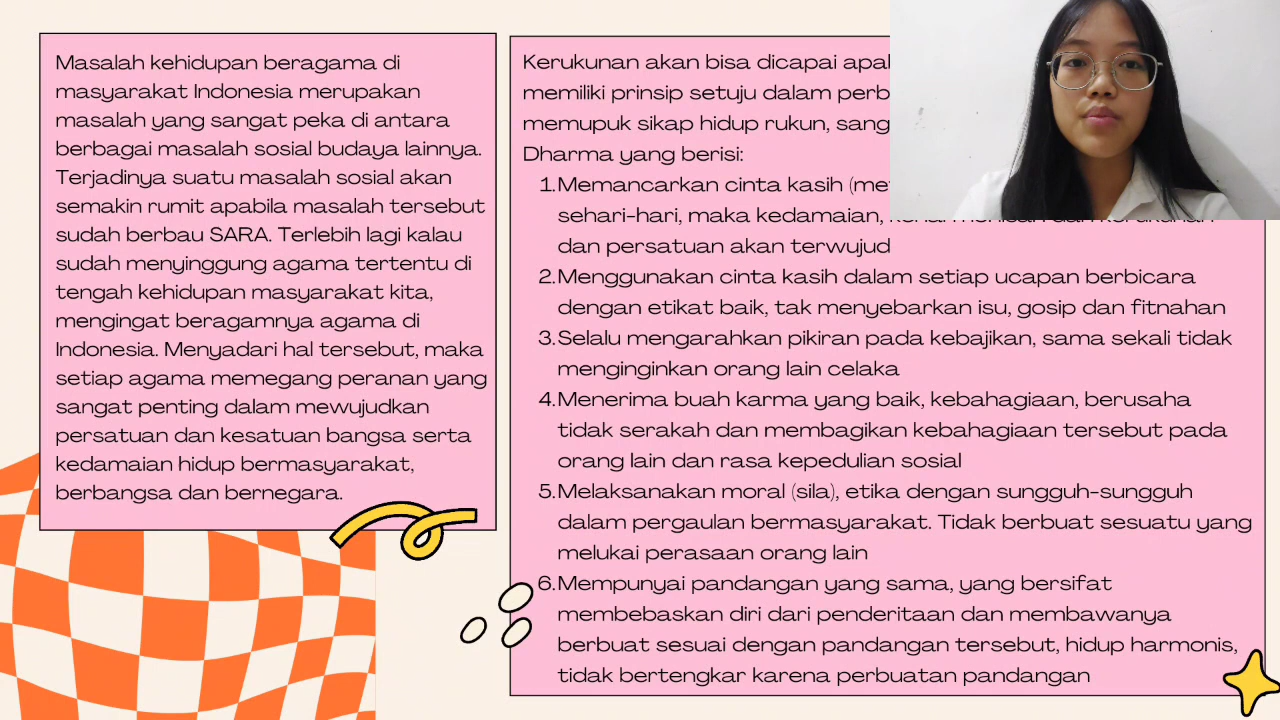 Masalah kehidupan beragama di
masyarakat Indonesia merupakan
masalah yang sangat peka di antara
berbagai masalah sosial budaya lainnya.
Terjadinya suatu masalah sosial akan
semakin rumit apabila masalah tersebut
sudah berbau SARA. Terlebih lagi kalau
sudah menyinggung agama tertentu di
tengah kehidupan masyarakat kita,
mengingat beragamnya agama di
Indonesia. Menyadari hal tersebut, maka
setiap agama memegang peranan yang
sangat penting dalam mewujudkan
persatuan dan kesatuan bangsa serta
kedamaian hidup bermasyarakat,
berbangsa dan bernegara.
Kerukunan akan bisa dicapai
memiliki prinsip setuju dalam
memupuk sikap hidup rukun,
Dharma yang berisi:
1.Memancarkan cinta kasih
sehari-hari, maka kedamaian,
dan persatuan akan terwujud
2.Menggunakan cinta kasih dalam setiap ucapan berbicara
dengan etikat baik, tak menyebarkan isu, gosip dan fitnahan
3.Selalu mengarahkan pikiran pada kebajikan, sama sekali tidak
menginginkan orang lain celaka
4.Menerima buah karma yang baik, kebahagiaan, berusaha
tidak serakah dan membagikan kebahagiaan tersebut pada
orang lain dan rasa kepedulian sosial
5.Melaksanakan moral (sila), etika dengan sungguh-sungguh
dalam pergaulan bermasyarakat. Tidak berbuat sesuatu yang
melukai perasaan orang lain
6.Mempunyai pandangan yang sama, yang bersifat
membebaskan diri dari penderitaan dan membawanya
berbuat sesuai dengan pandangan tersebut, hidup harmonis,
tidak bertengkar karena perbuatan pandangan